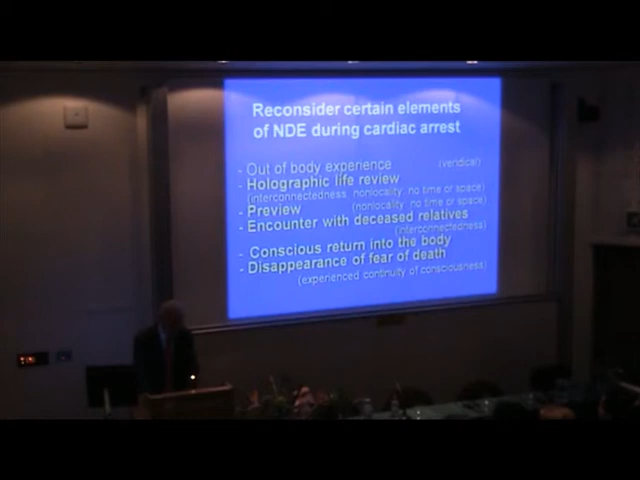 Reconsider certain elements
of NDE during cardiac arrest
- Out of body experience (veridical)
- Holographic life review
(interconnectedness nonlocality: no time or space)
- Preview (nonlocality: no time or space)
- Encounter with deceased relatives
(interconnectedness)
- Conscious return into the body
- Disappearance of fear of death
(experienced continuity of consciousness)